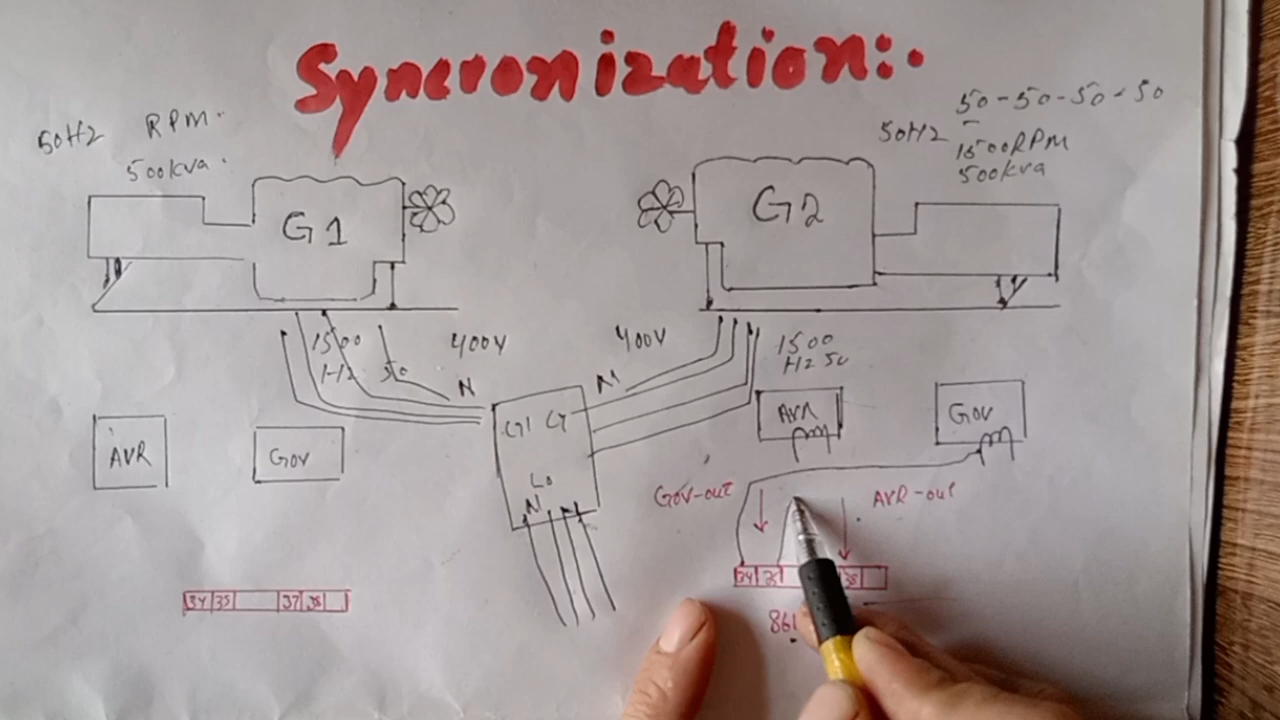 Syncronization:.
50Hz RPM.
500kva.
50-50-50-50
50Hz 1500RPM
500kva
G1
G2
1500
Hz 50
400V
N
400V
N
1500
Hz 50
AVR
Gov
G1
Lo
N
AVR
Gov
Gov-out
AVR-out
34 35 37 38
34 35 38
861